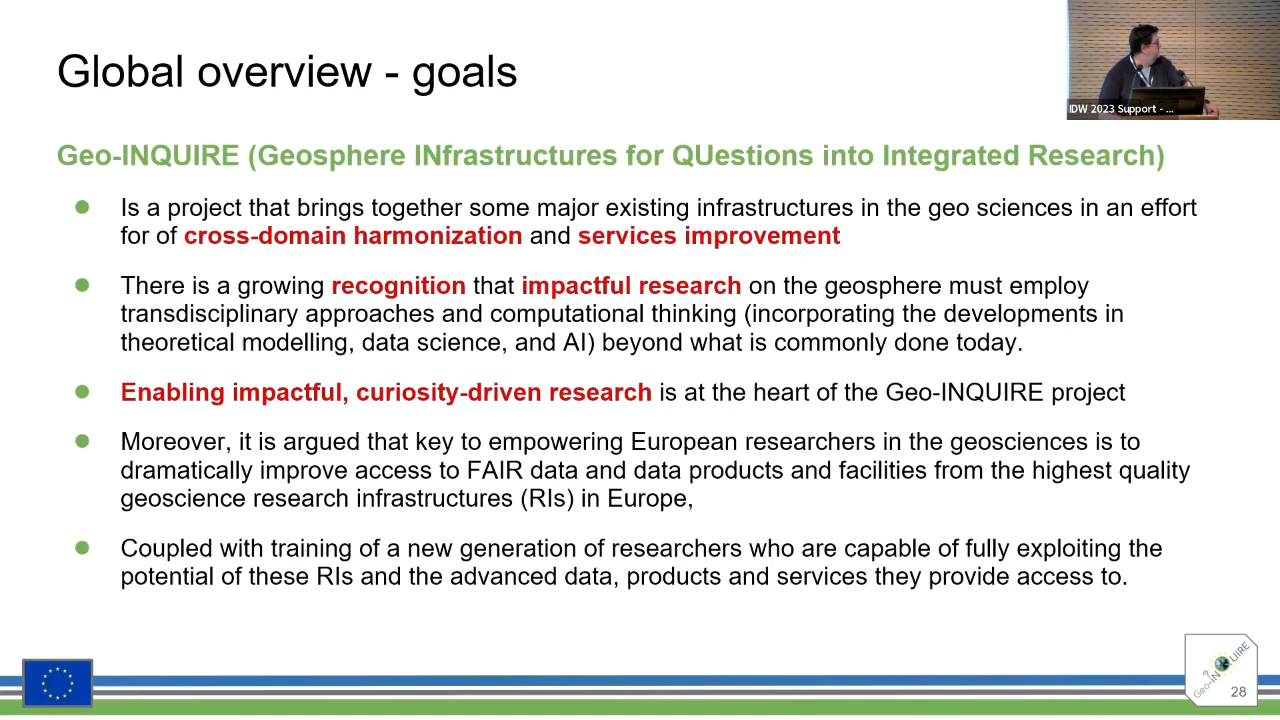 Global overview - goals
IDW 2023 Support - ...
Geo-INQUIRE (Geosphere INfrastructures for QUestions into Integrated Research)
Is a project that brings together some major existing infrastructures in the geo sciences in an effort
for of cross-domain harmonization and services improvement
There is a growing recognition that impactful research on the geosphere must employ
transdisciplinary approaches and computational thinking (incorporating the developments in
theoretical modelling, data science, and AI) beyond what is commonly done today.
Enabling impactful, curiosity-driven research is at the heart of the Geo-INQUIRE project
Moreover, it is argued that key to empowering European researchers in the geosciences is to
dramatically improve access to FAIR data and data products and facilities from the highest quality
geoscience research infrastructures (RIs) in Europe,
Coupled with training of a new generation of researchers who are capable of fully exploiting the
potential of these RIs and the advanced data, products and services they provide access to.
Geo-INQUIRE
28